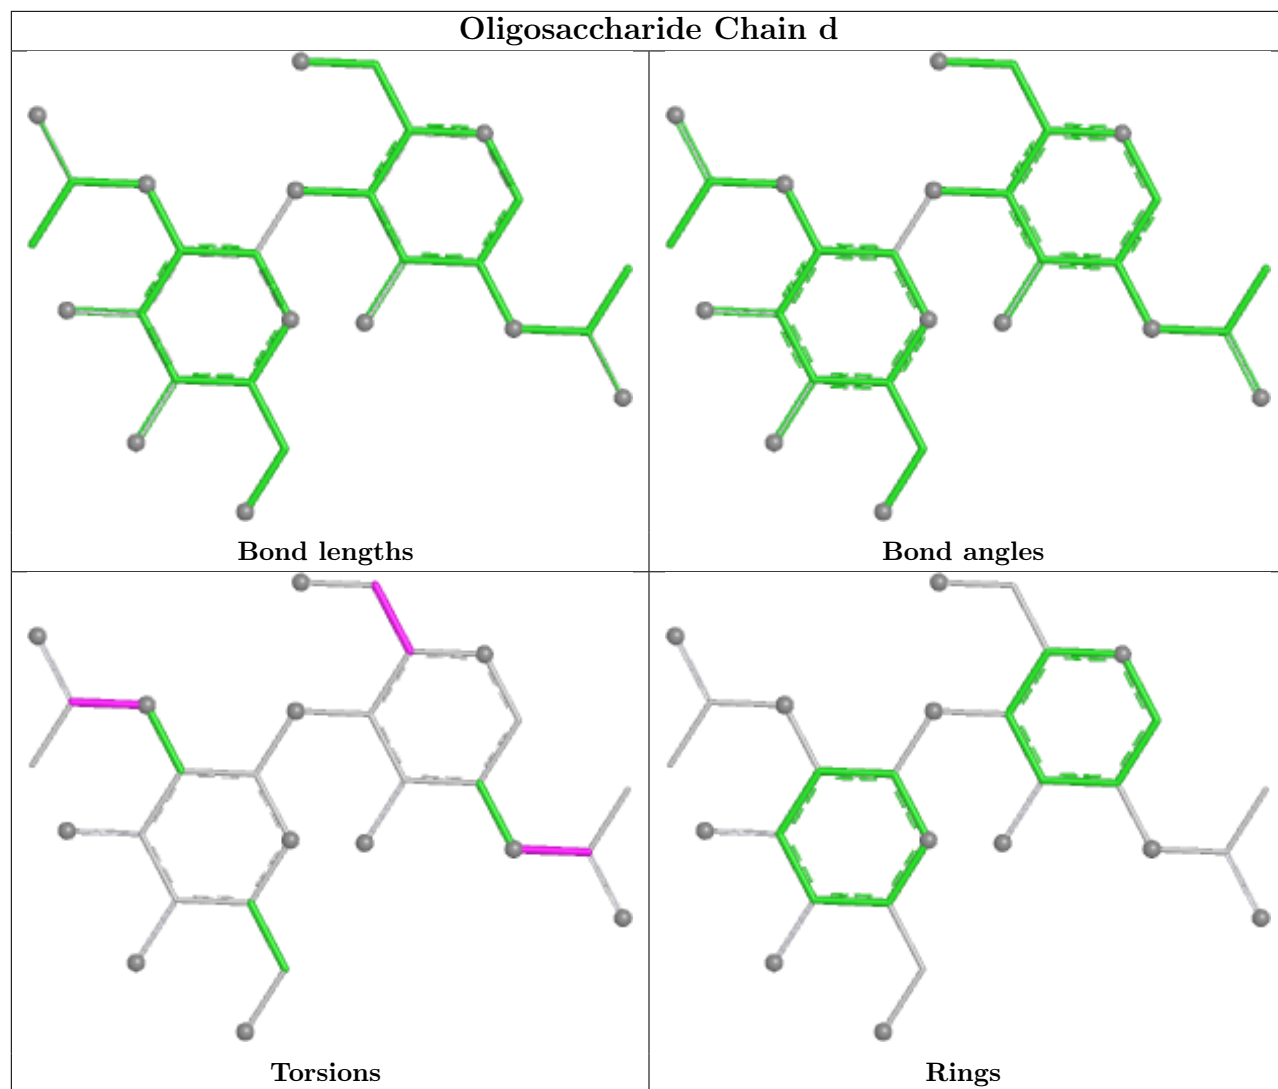 Oligosaccharide Chain d
Bond lengths
Bond angles
Torsions
Rings